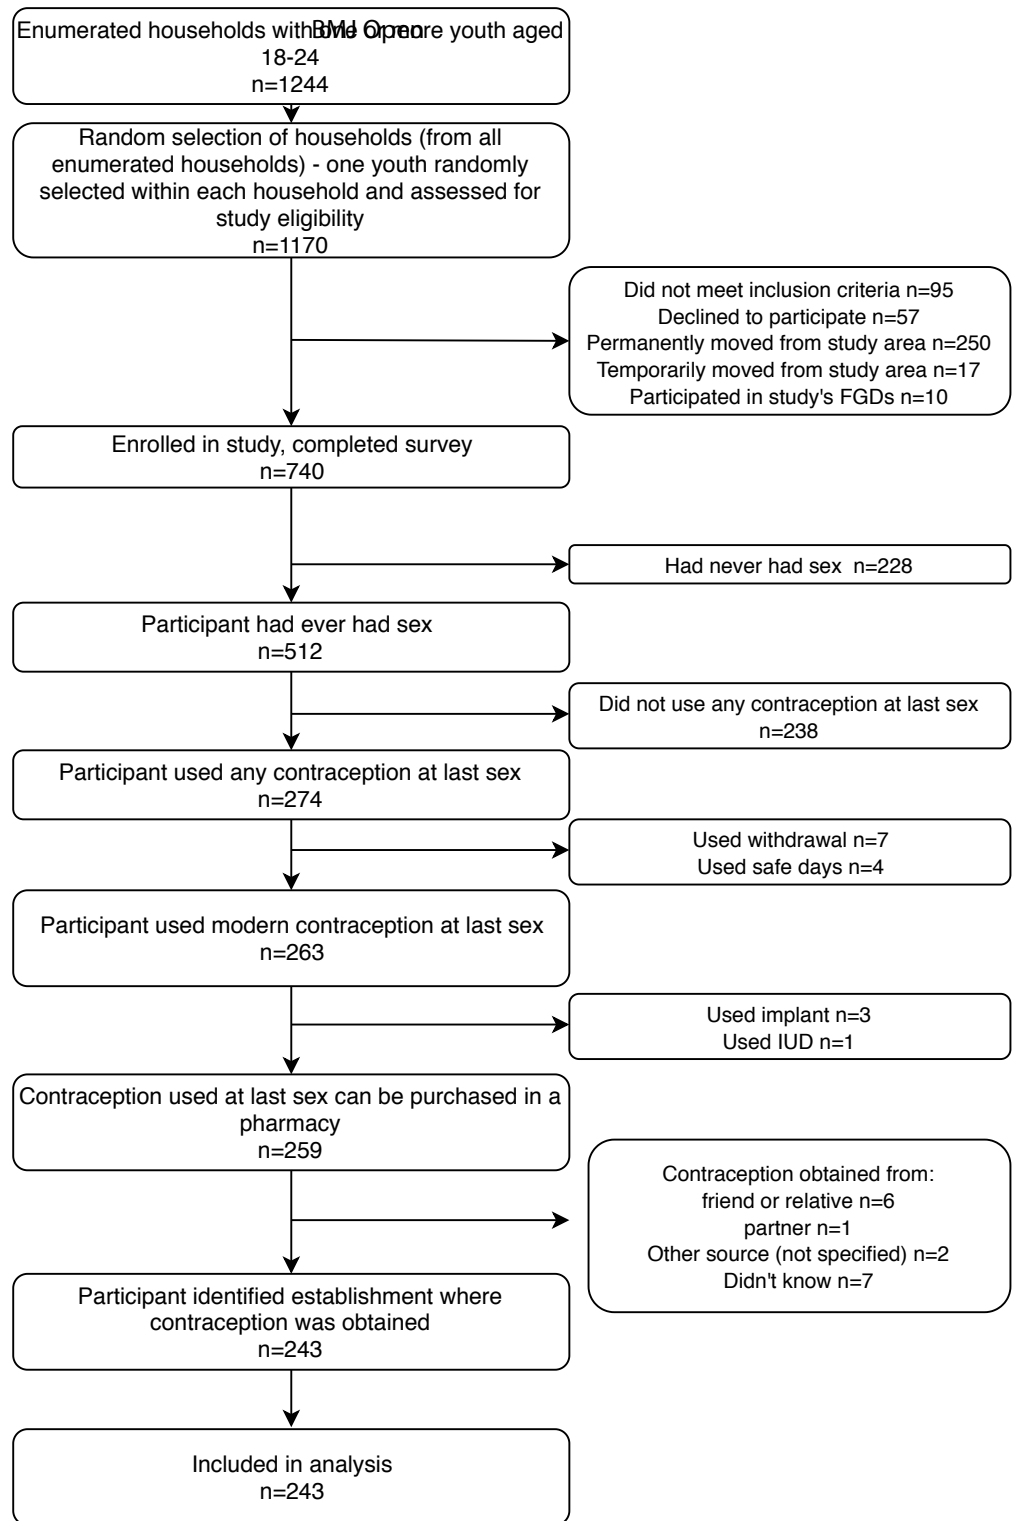 BMJ Open
Enumerated households with one or more youth aged
18-24
n=1244
Random selection of households (from all
enumerated households) - one youth randomly
selected within each household and assessed for
study eligibility
n=1170
Did not meet inclusion criteria n=95
Declined to participate n=57
Permanently moved from study area n=250
Temporarily moved from study area n=17
Participated in study's FGDs n=10
Enrolled in study, completed survey
n=740
Had never had sex n=228
Participant had ever had sex
n=512
Did not use any contraception at last sex
n=238
Participant used any contraception at last sex
n=274
Used withdrawal n=7
Used safe days n=4
Participant used modern contraception at last sex
n=263
Used implant n=3
Used IUD n=1
Contraception used at last sex can be purchased in a
pharmacy
n=259
Contraception obtained from:
friend or relative n=6
partner n=1
Other source (not specified) n=2
Didn't know n=7
Participant identified establishment where
contraception was obtained
n=243
Included in analysis
n=243